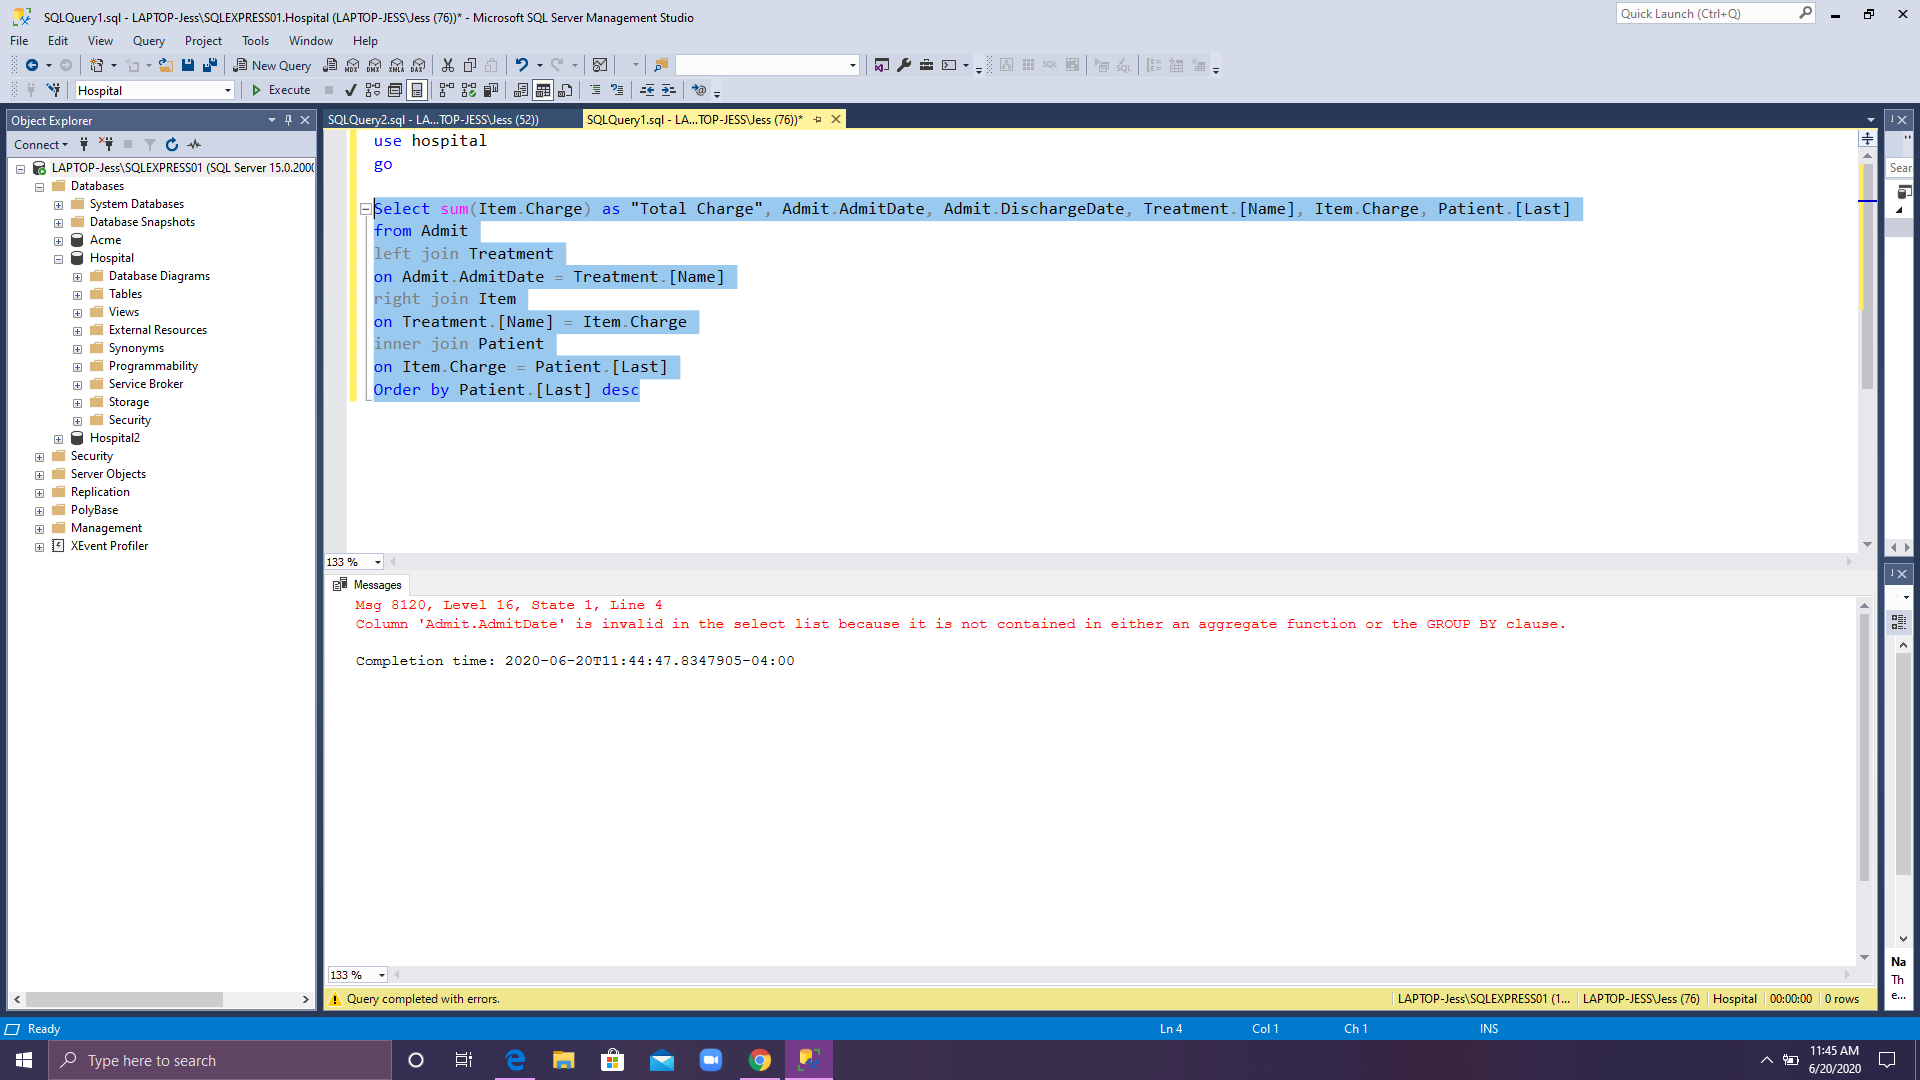 SQLQuery1.sql - LAPTOP-Jess\SQLEXPRESS01.Hospital (LAPTOP-JESS\Jess (76))* - Microsoft SQL Server Management Studio
Quick Launch (Ctrl+Q)
File Edit View Query Project Tools Window Help
New Query MDX DMX XMLA DAX
Hospital
Execute
Object Explorer
Connect
LAPTOP-Jess\SQLEXPRESS01 (SQL Server 15.0.2000
Databases
System Databases
Database Snapshots
Acme
Hospital
Database Diagrams
Tables
Views
External Resources
Synonyms
Programmability
Service Broker
Storage
Security
Hospital2
Security
Server Objects
Replication
PolyBase
Management
XEvent Profiler
SQLQuery2.sql - LA...TOP-JESS\Jess (52))
SQLQuery1.sql - LA...TOP-JESS\Jess (76))*
use hospital
go
Select sum(Item.Charge) as "Total Charge", Admit.AdmitDate, Admit.DischargeDate, Treatment.[Name], Item.Charge, Patient.[Last]
from Admit
left join Treatment
on Admit.AdmitDate = Treatment.[Name]
right join Item
on Treatment.[Name] = Item.Charge
inner join Patient
on Item.Charge = Patient.[Last]
Order by Patient.[Last] desc
133 %
Messages
Msg 8120, Level 16, State 1, Line 4
Column 'Admit.AdmitDate' is invalid in the select list because it is not contained in either an aggregate function or the GROUP BY clause.
Completion time: 2020-06-20T11:44:47.8347905-04:00
133 %
Query completed with errors.
LAPTOP-Jess\SQLEXPRESS01 (1...
LAPTOP-JESS\Jess (76)
Hospital
00:00:00
0 rows
Sear
Na
Th
e...
Ready
Ln 4
Col 1
Ch 1
INS
Type here to search
11:45 AM
6/20/2020